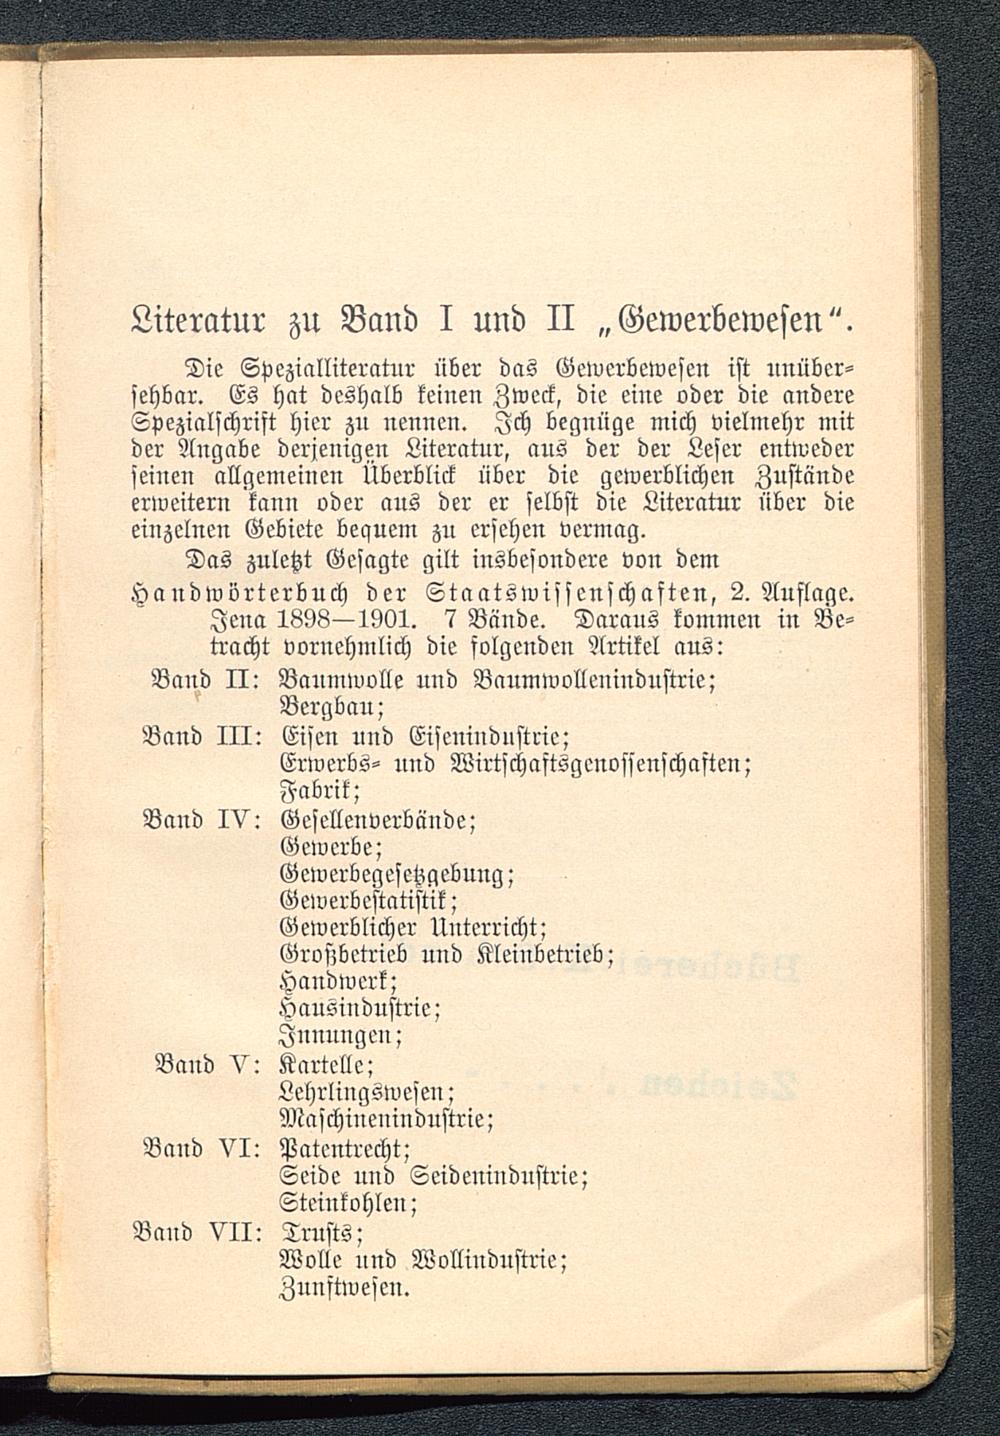 Literatur zu Band I und II „Gewerbewesen“.
Die Spezialliteratur über das Gewerbewesen ist unüber-
sehbar. Es hat deshalb keinen Zweck, die eine oder die andere
Spezialschrift hier zu nennen. Ich begnüge mich vielmehr mit
der Angabe derjenigen Literatur, aus der der Leser entweder
seinen allgemeinen Überblick über die gewerblichen Zustände
erweitern kann oder aus der er selbst die Literatur über die
einzelnen Gebiete bequem zu ersehen vermag.
Das zuletzt Gesagte gilt insbesondere von dem
Handwörterbuch der Staatswissenschaften, 2. Auflage.
Jena 1898—1901. 7 Bände. Daraus kommen in Be-
tracht vornehmlich die folgenden Artikel aus:
Band II: Baumwolle und Baumwollenindustrie;
Bergbau;
Band III: Eisen und Eisenindustrie;
Erwerbs- und Wirtschaftsgenossenschaften;
Fabrik;
Band IV: Gesellenverbände;
Gewerbe;
Gewerbegesetzgebung;
Gewerbestatistik;
Gewerblicher Unterricht;
Großbetrieb und Kleinbetrieb;
Handwerk;
Hausindustrie;
Innungen;
Band V: Kartelle;
Lehrlingswesen;
Maschinenindustrie;
Band VI: Patentrecht;
Seide und Seidenindustrie;
Steinkohlen;
Band VII: Trusts;
Wolle und Wollindustrie;
Zunftwesen.